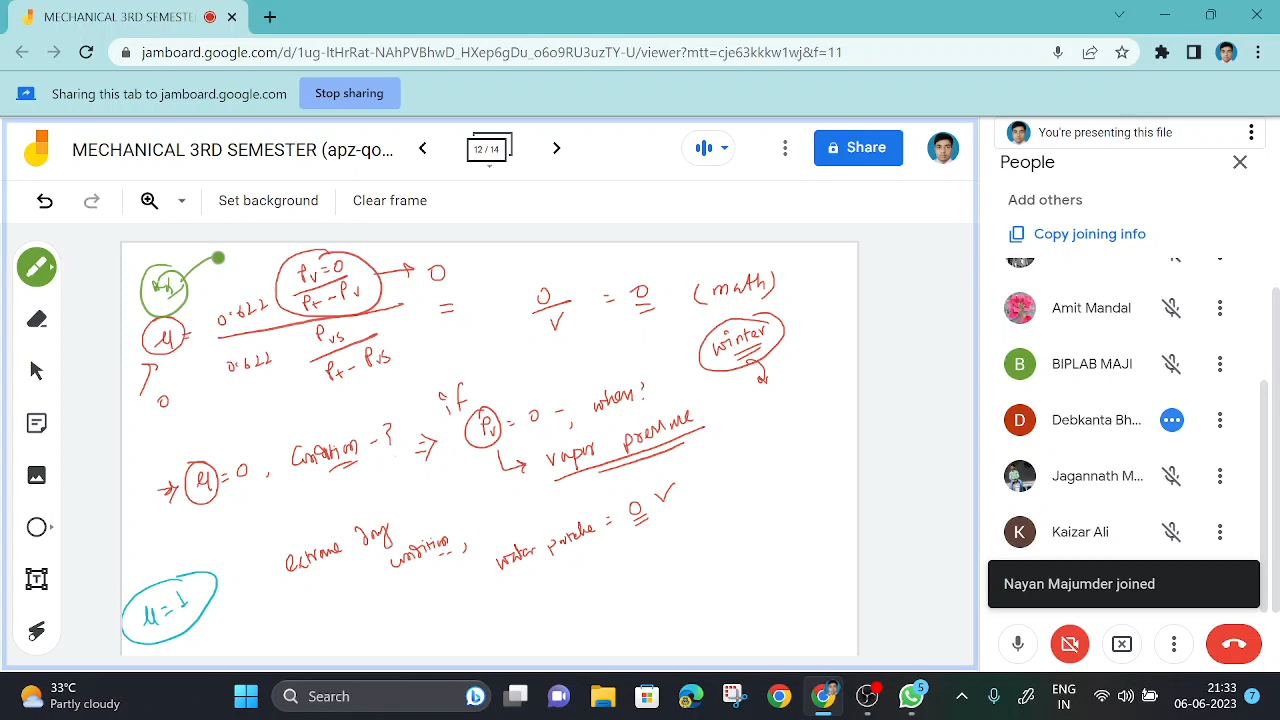 MECHANICAL 3RD SEMESTE
jamboard.google.com/d/1ug-ltHrRat-NAhPVBhwD_HXep6gDu_o6o9RU3uzTY-U/viewer?mtt=cje63kkkw1wj&f=11
Sharing this tab to jamboard.google.com
Stop sharing
MECHANICAL 3RD SEMESTER (apz-qo...
12 / 14
Share
You're presenting this file
People
Set background
Clear frame
Add others
Copy joining info
Amit Mandal
B BIPLAB MAJI
D Debkanta Bh...
Jagannath M...
K Kaizar Ali
Nayan Majumder joined
0.622 Pv=0 / Pt-Pv → 0
μ = = 0/v = 0 (math)
0.622 Pvs / Pt-Pvs
winter
0
if
⇒ μ=0, Condition-? ⇒ Pv = 0 -, when?
↳ vapor pressure
extreme dry condition, water = 0 ✓
μ=1
33°C
Partly cloudy
Search
5
ENG
IN
21:33
06-06-2023
7